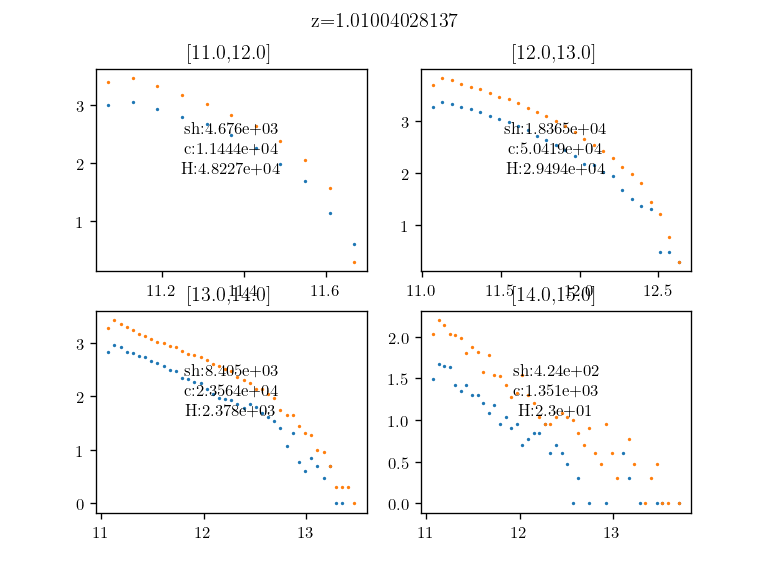 z=1.01004028137
[11.0,12.0]
[12.0,13.0]
3
2
1
sh:4.676e+03
c:1.1444e+04
H:4.8227e+04
11.2
11.4
11.6
3
2
1
sh:1.8365e+04
c:5.0419e+04
H:2.9494e+04
11.0
11.5
12.0
12.5
[13.0,14.0]
[14.0,15.0]
3
2
1
0
sh:8.405e+03
c:2.3564e+04
H:2.378e+03
11
12
13
2.0
1.5
1.0
0.5
0.0
sh:4.24e+02
c:1.351e+03
H:2.3e+01
11
12
13